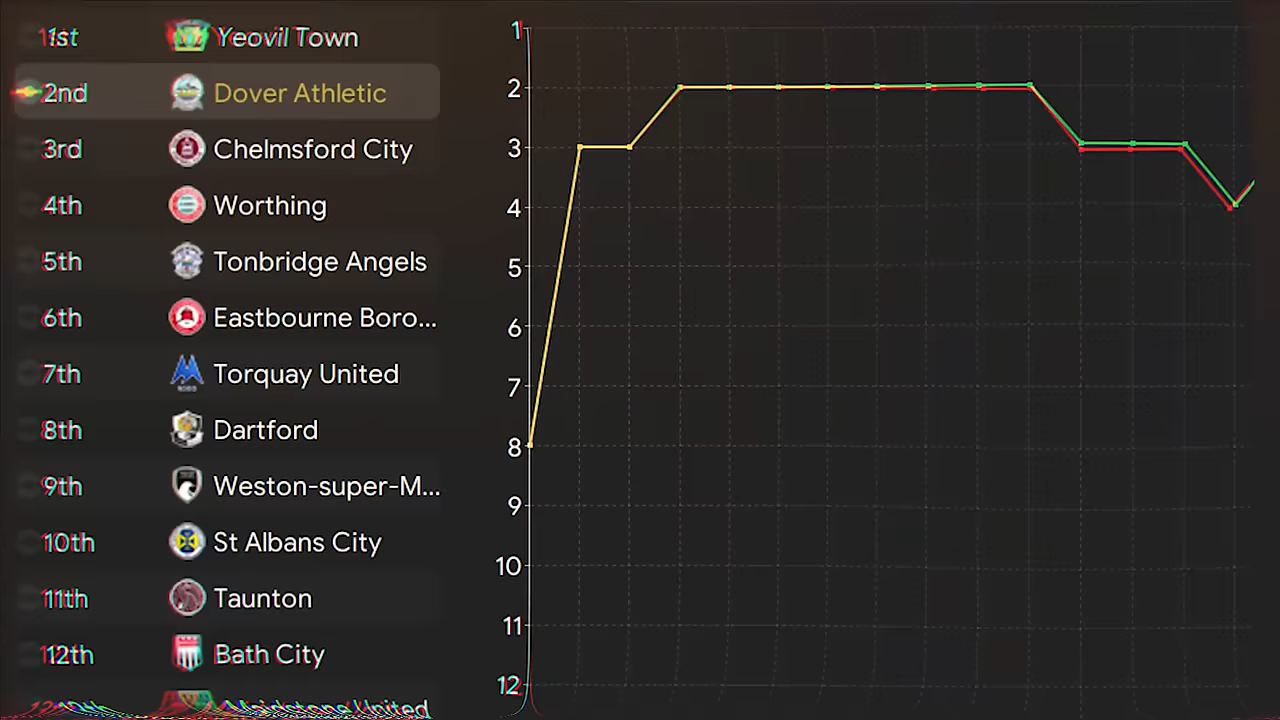 1st Yeovil Town
2nd Dover Athletic
3rd Chelmsford City
4th Worthing
5th Tonbridge Angels
6th Eastbourne Boro...
7th Torquay United
8th Dartford
9th Weston-super-M...
10th St Albans City
11th Taunton
12th Bath City
Maidstone United
1
2
3
4
5
6
7
8
9
10
11
12